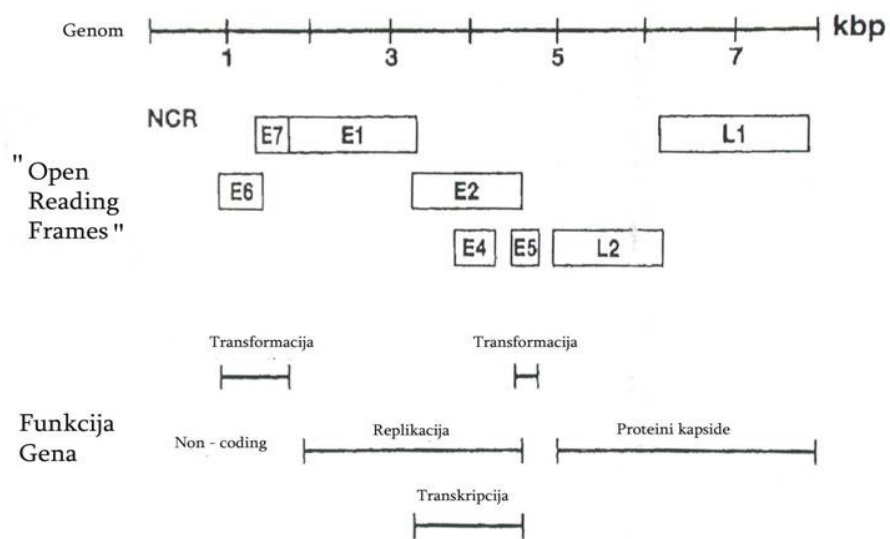 Genom
kbp
1 3 5 7
NCR
E7 E1 L1
" Open
Reading
Frames "
E6 E2
E4 E5 L2
Transformacija Transformacija
Funkcija
Gena
Non - coding Replikacija Proteini kapside
Transkripcija